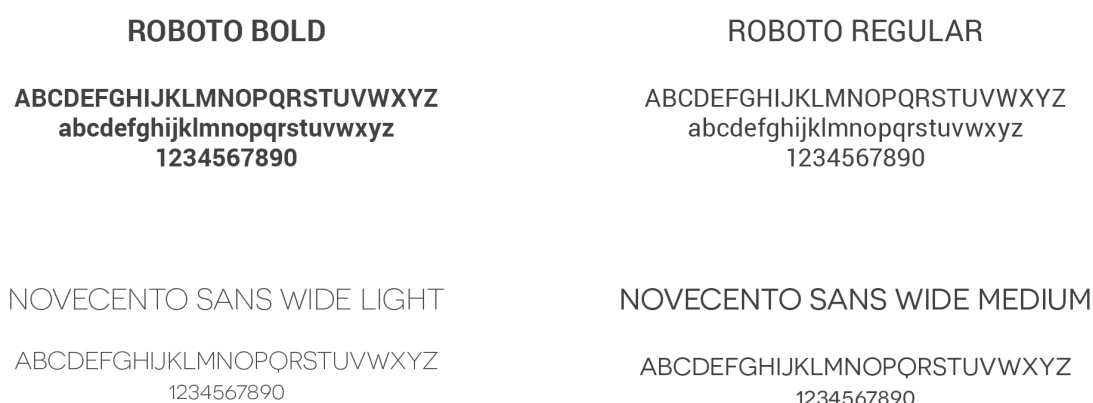 ROBOTO BOLD
ABCDEFGHIJKLMNOPQRSTUVWXYZ
abcdefghijklmnopqrstuvwxyz
1234567890
ROBOTO REGULAR
ABCDEFGHIJKLMNOPQRSTUVWXYZ
abcdefghijklmnopqrstuvwxyz
1234567890
NOVECENTO SANS WIDE LIGHT
ABCDEFGHIJKLMNOPQRSTUVWXYZ
1234567890
NOVECENTO SANS WIDE MEDIUM
ABCDEFGHIJKLMNOPQRSTUVWXYZ
1234567890